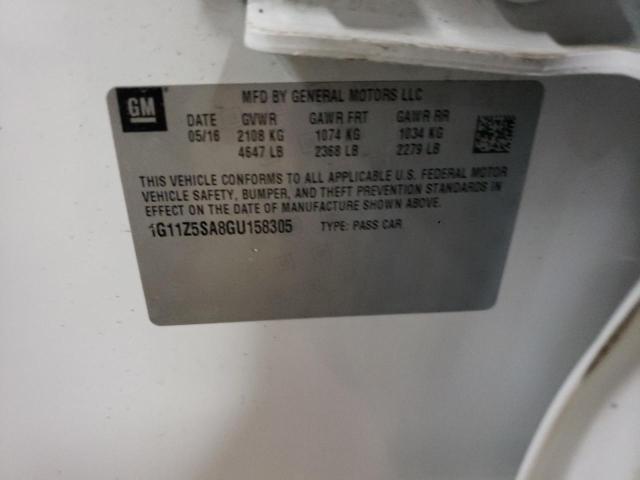 GM
MFD BY GENERAL MOTORS LLC
DATE GVWR GAWR FRT GAWR RR
05/16 2108 KG 1074 KG 1034 KG
4647 LB 2368 LB 2279 LB
THIS VEHICLE CONFORMS TO ALL APPLICABLE U.S. FEDERAL MOTOR
VEHICLE SAFETY, BUMPER, AND THEFT PREVENTION STANDARDS IN
EFFECT ON THE DATE OF MANUFACTURE SHOWN ABOVE.
1G11Z5SA8GU158305 TYPE: PASS CAR